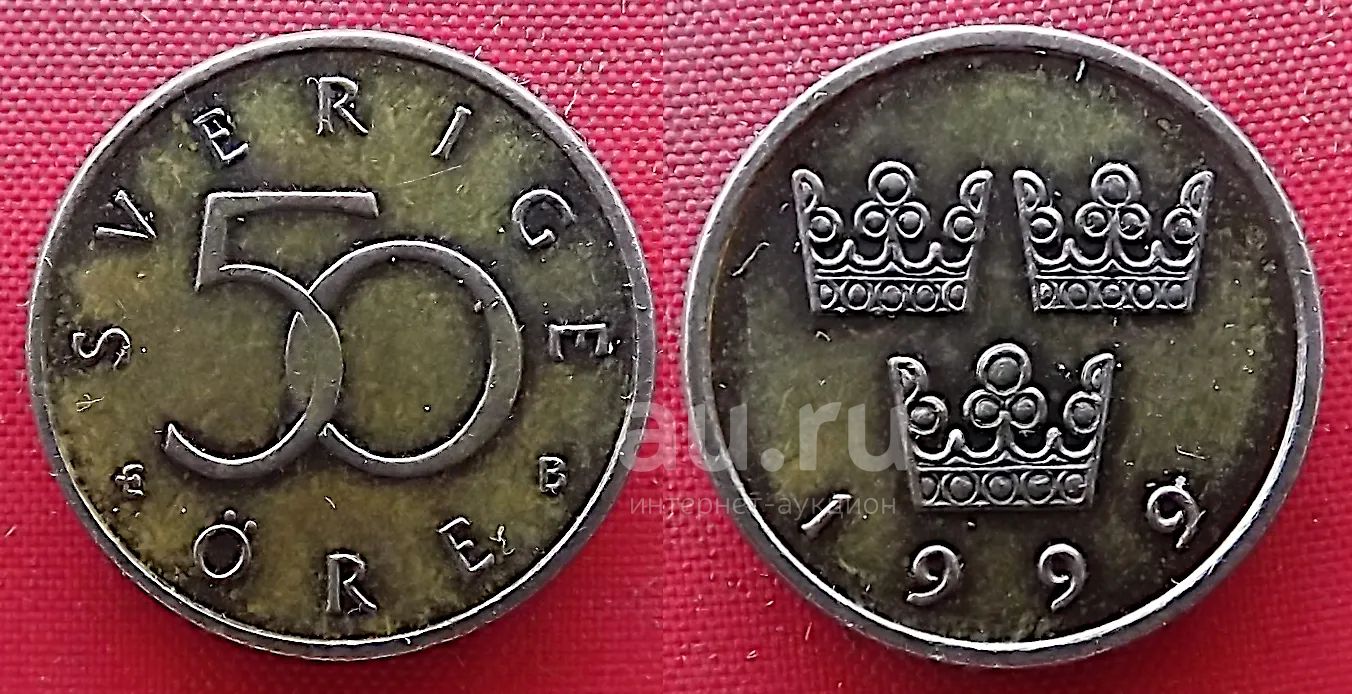 SVERIGE
50
B
ÖRE
1999
au.ru
интернет-аукцион